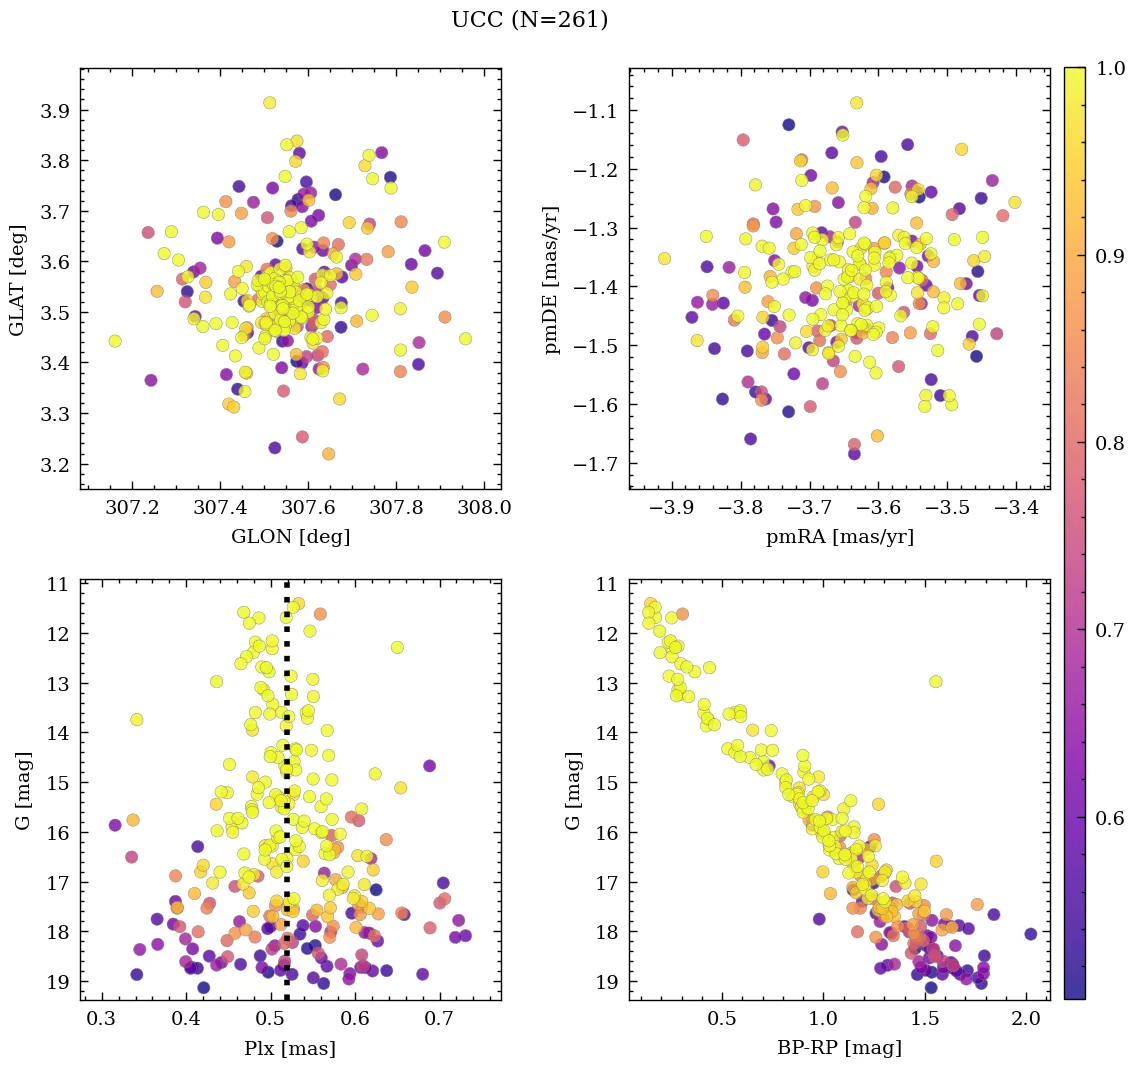 UCC (N=261)
3.9
3.8
3.7
3.6
3.5
3.4
3.3
3.2
GLAT [deg]
307.2 307.4 307.6 307.8 308.0
GLON [deg]
−1.1
−1.2
−1.3
−1.4
−1.5
−1.6
−1.7
pmDE [mas/yr]
−3.9 −3.8 −3.7 −3.6 −3.5 −3.4
pmRA [mas/yr]
11
12
13
14
15
16
17
18
19
G [mag]
0.3 0.4 0.5 0.6 0.7
Plx [mas]
11
12
13
14
15
16
17
18
19
G [mag]
0.5 1.0 1.5 2.0
BP-RP [mag]
1.0
0.9
0.8
0.7
0.6